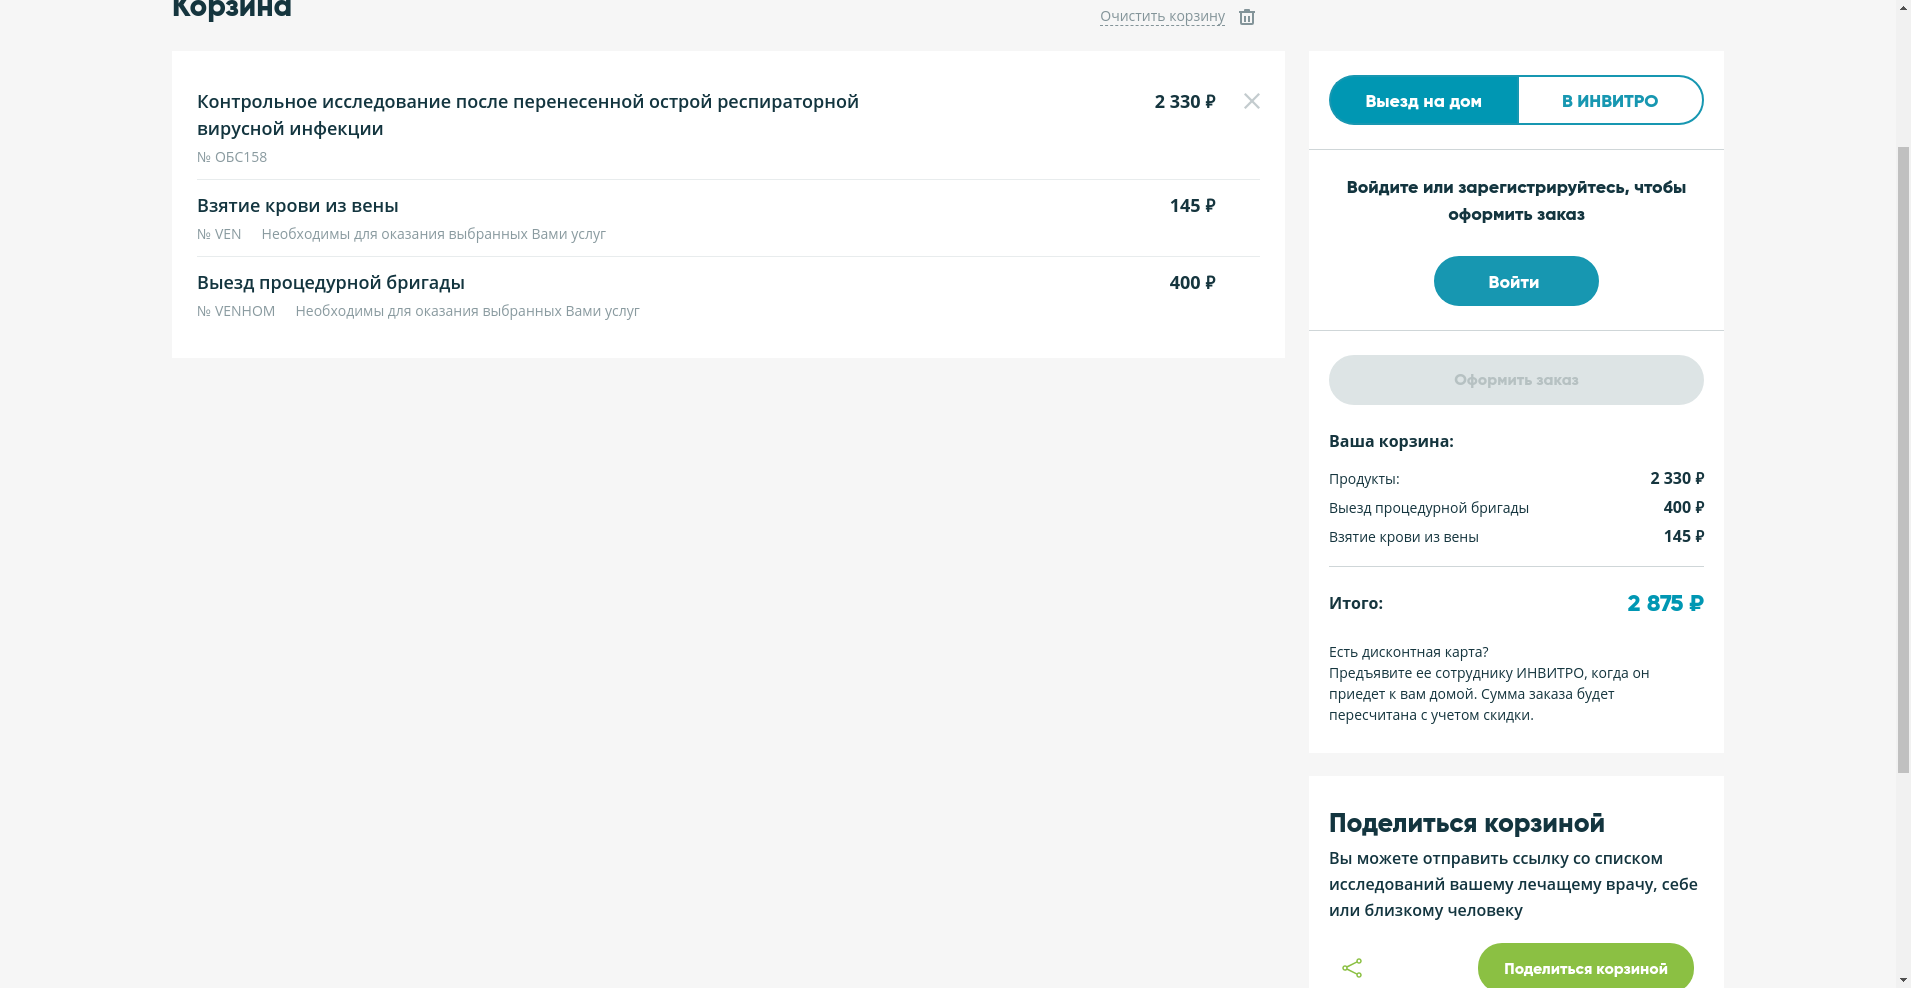 Корзина
Очистить корзину
Контрольное исследование после перенесенной острой респираторной
вирусной инфекции
2 330 ₽
№ ОБС158
Взятие крови из вены
145 ₽
№ VEN Необходимы для оказания выбранных Вами услуг
Выезд процедурной бригады
400 ₽
№ VENHOM Необходимы для оказания выбранных Вами услуг
Выезд на дом
В ИНВИТРО
Войдите или зарегистрируйтесь, чтобы
оформить заказ
Войти
Оформить заказ
Ваша корзина:
Продукты: 2 330 ₽
Выезд процедурной бригады 400 ₽
Взятие крови из вены 145 ₽
Итого: 2 875 ₽
Есть дисконтная карта?
Предъявите ее сотруднику ИНВИТРО, когда он
приедет к вам домой. Сумма заказа будет
пересчитана с учетом скидки.
Поделиться корзиной
Вы можете отправить ссылку со списком
исследований вашему лечащему врачу, себе
или близкому человеку
Поделиться корзиной